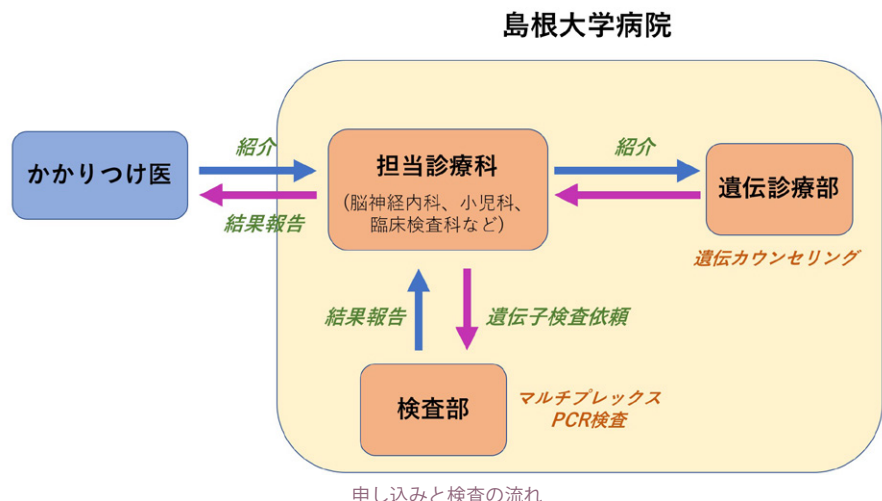 島根大学病院
かかりつけ医
紹介
結果報告
担当診療科
(脳神経内科、小児科、
臨床検査科など)
紹介
遺伝診療部
遺伝カウンセリング
結果報告
遺伝子検査依頼
検査部
マルチプレックス
PCR検査
申し込みと検査の流れ